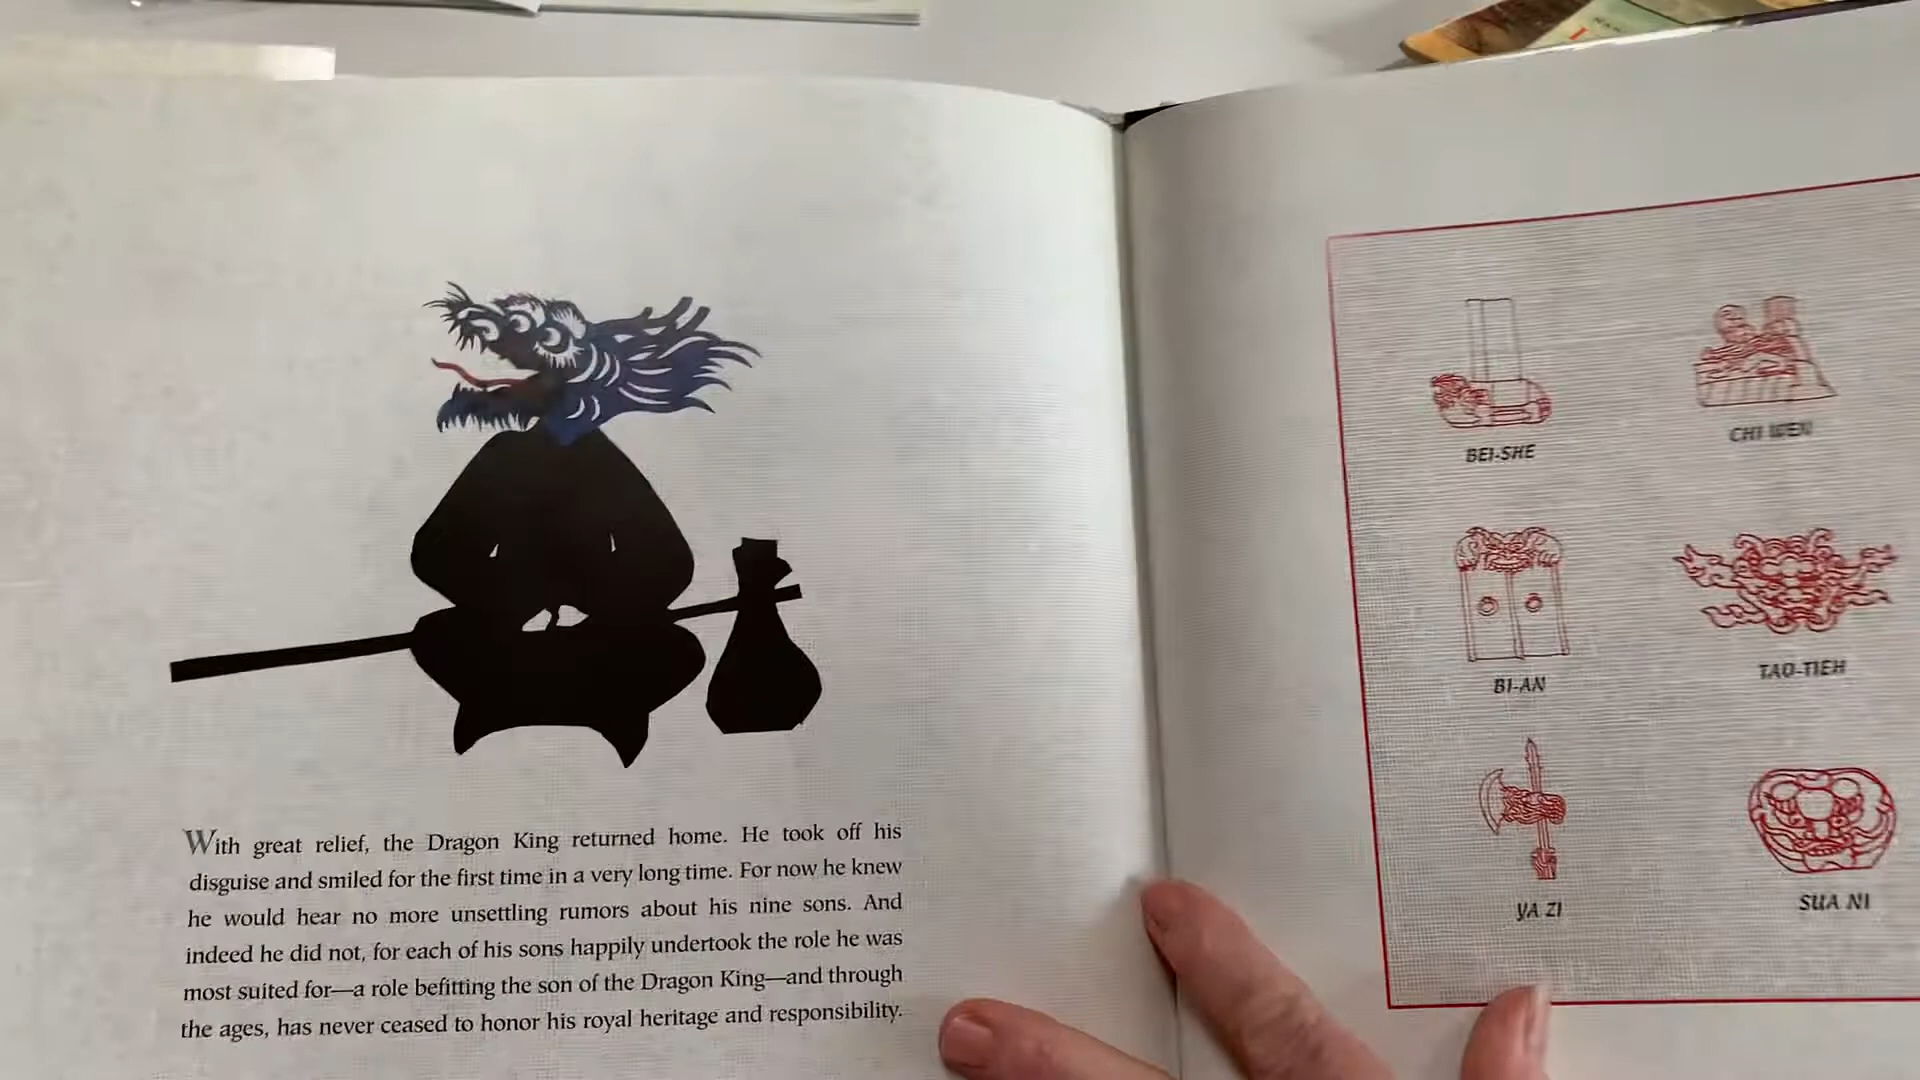 With great relief, the Dragon King returned home. He took off his
disguise and smiled for the first time in a very long time. For now he knew
he would hear no more unsettling rumors about his nine sons. And
indeed he did not, for each of his sons happily undertook the role he was
most suited for—a role befitting the son of the Dragon King—and through
the ages, has never ceased to honor his royal heritage and responsibility.
BEI-SHE
CHI WEN
BI-AN
TAO-TIEH
YA ZI
SUA NI